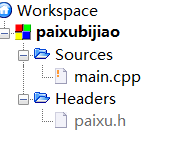 Workspace
paixubijiao
Sources
main.cpp
Headers
paixu.h